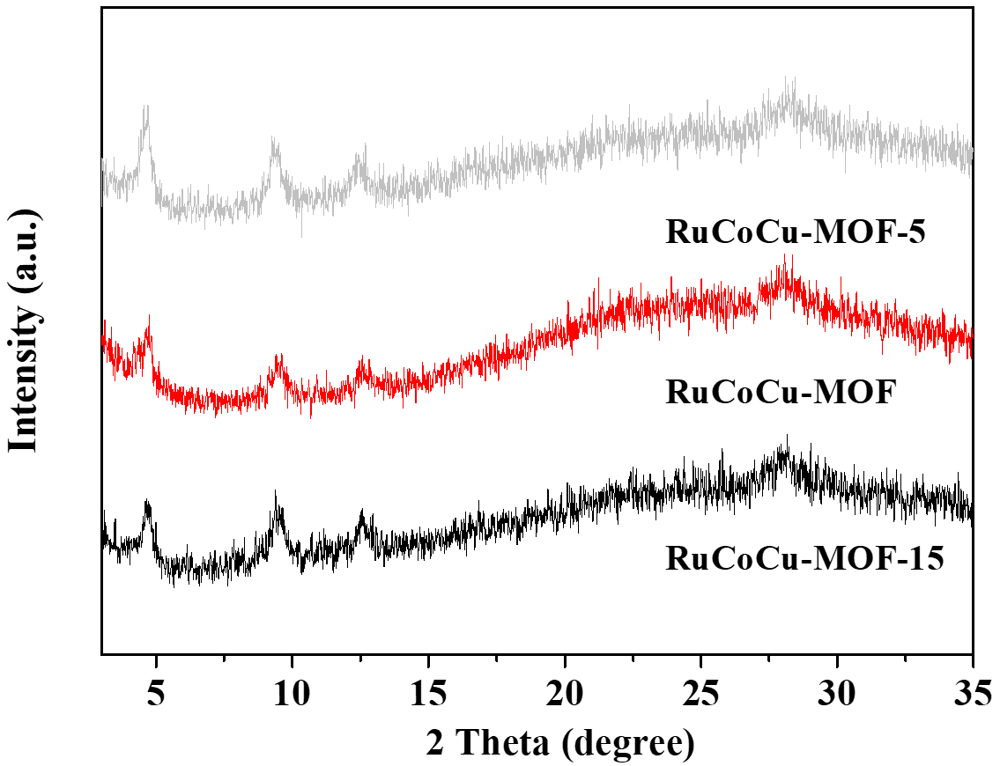 RuCoCu-MOF-5
RuCoCu-MOF
RuCoCu-MOF-15
Intensity (a.u.)
5 10 15 20 25 30 35
2 Theta (degree)